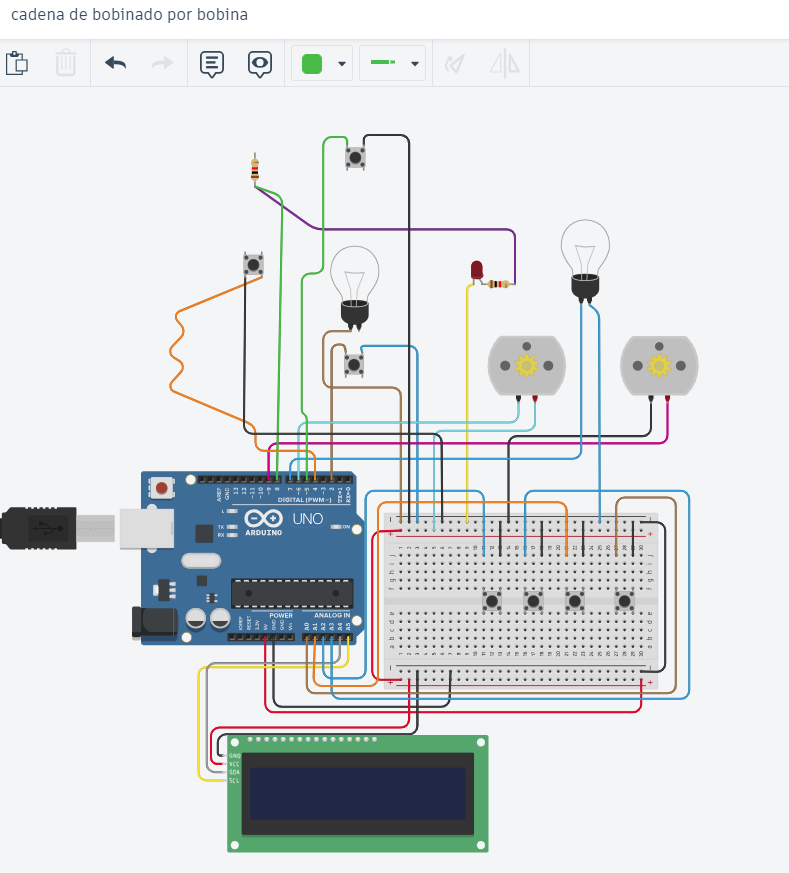 cadena de bobinado por bobina
AREF
GND
13
12
~11
~10
~9
8
7
~6
~5
4
~3
2
TX→1
RX←0
DIGITAL (PWM~)
L
TX
RX
UNO
ON
ARDUINO
POWER
ANALOG IN
IOREF
RESET
3.3V
5V
GND
GND
Vin
A0
A1
A2
A3
A4
A5
GND
VCC
SDA
SCL